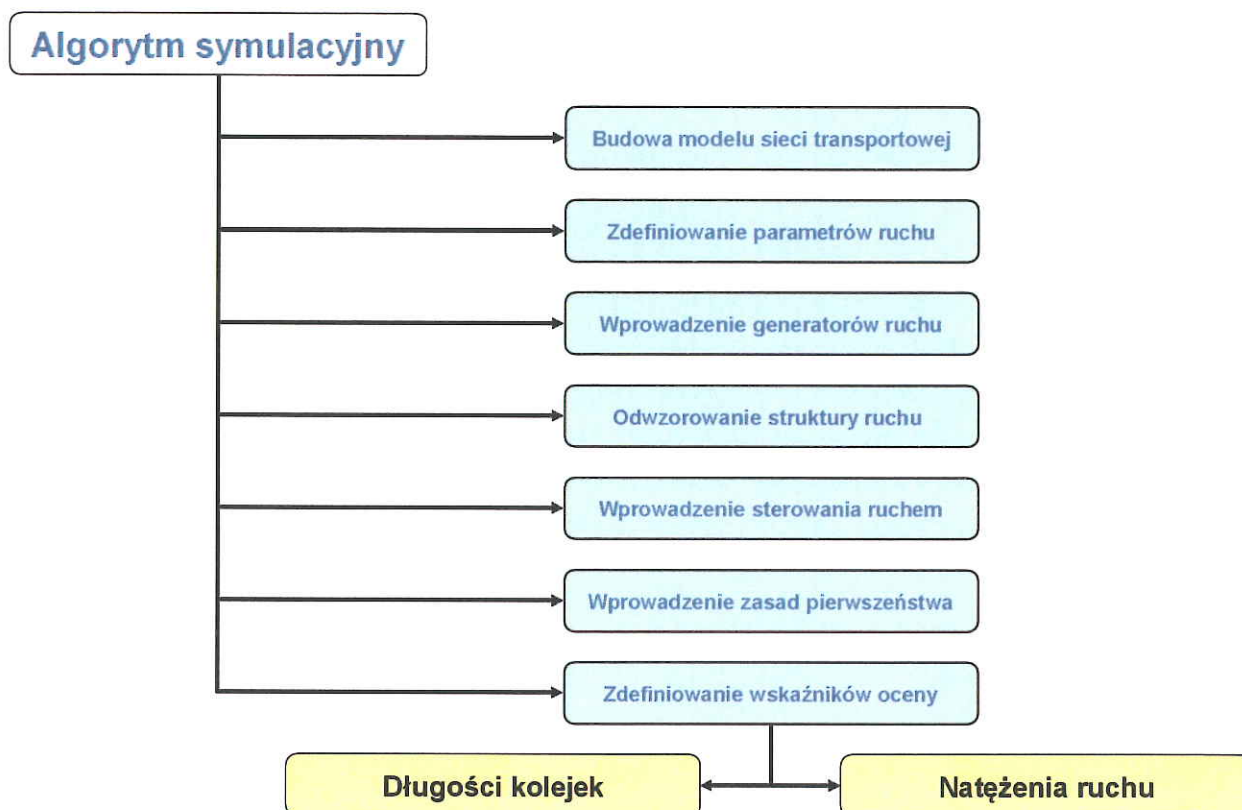 Algorytm symulacyjny
Budowa modelu sieci transportowej
Zdefiniowanie parametrów ruchu
Wprowadzenie generatorów ruchu
Odwzorowanie struktury ruchu
Wprowadzenie sterowania ruchem
Wprowadzenie zasad pierwszeństwa
Zdefiniowanie wskaźników oceny
Długości kolejek
Natężenia ruchu